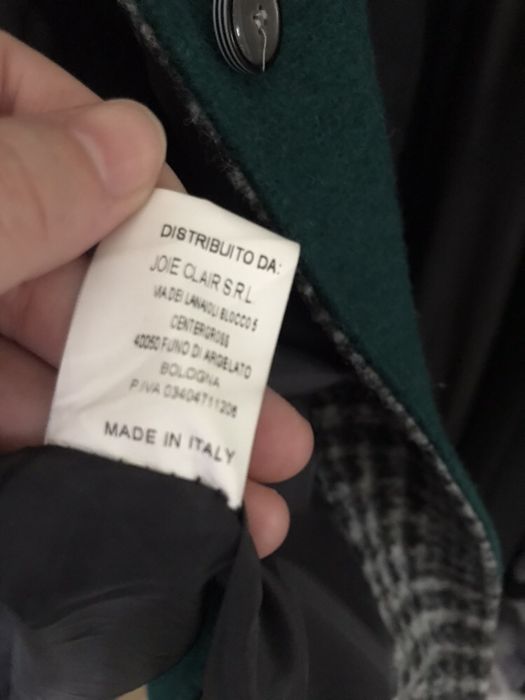 DISTRIBUITO DA:
JOIE CLAIR S.R.L.
VIA DEI LANAIOLI BLOCCO 5
CENTERGROSS
40050 FUNO DI ARGELATO
BOLOGNA
P.IVA 03404711206
MADE IN ITALY